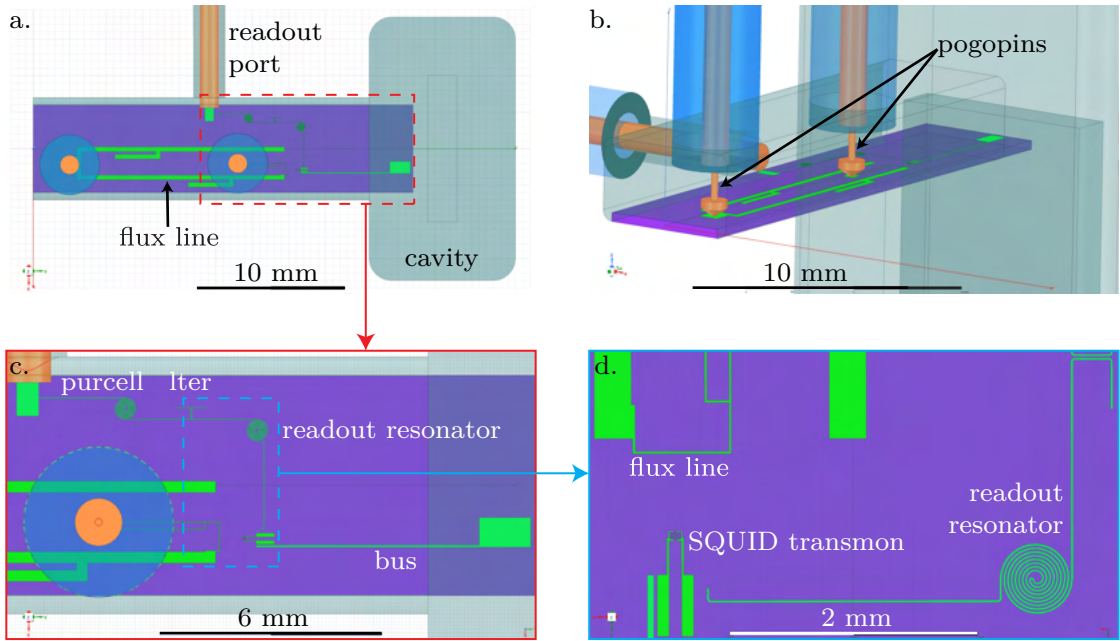 a.
readout
port
flux line
cavity
10 mm
b.
pogopins
10 mm
c.
purcell lter
readout resonator
bus
6 mm
d.
flux line
readout
resonator
SQUID transmon
2 mm